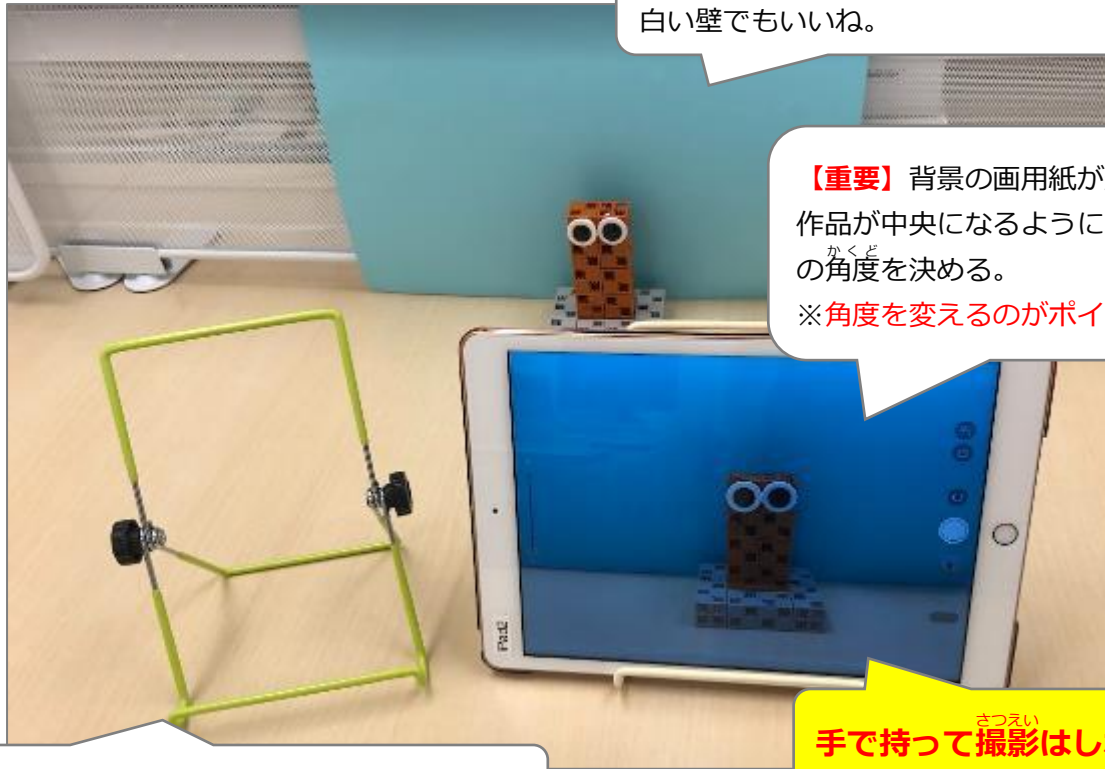 白い壁でもいいね。
【重要】背景の画用紙が
作品が中央になるように
かくど
の角度を決める。
※角度を変えるのがポイ
iPad2
さつえい
手で持って撮影はし